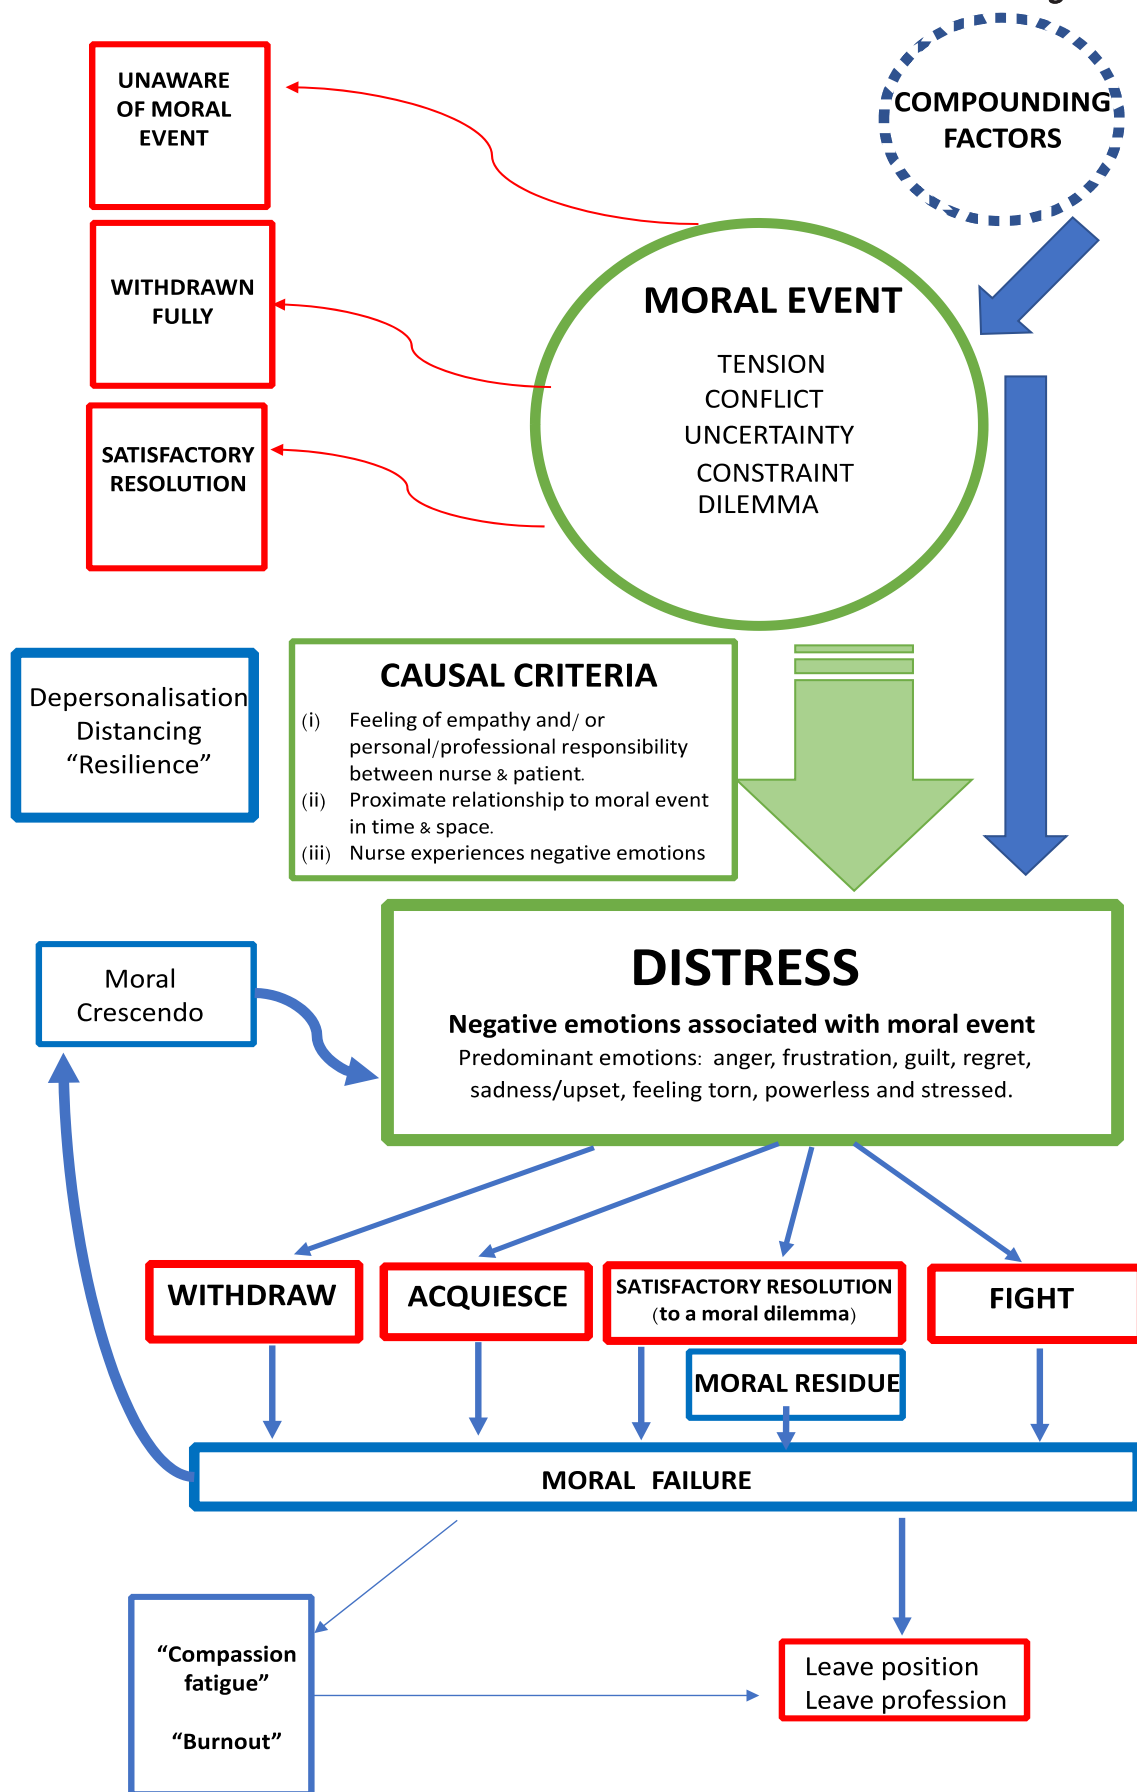 UNAWARE
OF MORAL
EVENT
COMPOUNDING
FACTORS
WITHDRAWN
FULLY
MORAL EVENT
TENSION
CONFLICT
UNCERTAINTY
CONSTRAINT
DILEMMA
SATISFACTORY
RESOLUTION
Depersonalisation
Distancing
“Resilience”
CAUSAL CRITERIA
(i) Feeling of empathy and/ or
personal/professional responsibility
between nurse & patient.
(ii) Proximate relationship to moral event
in time & space.
(iii) Nurse experiences negative emotions
Moral
Crescendo
DISTRESS
Negative emotions associated with moral event
Predominant emotions: anger, frustration, guilt, regret,
sadness/upset, feeling torn, powerless and stressed.
WITHDRAW
ACQUIESCE
SATISFACTORY RESOLUTION
(to a moral dilemma)
FIGHT
MORAL RESIDUE
MORAL FAILURE
“Compassion
fatigue”
“Burnout”
Leave position
Leave profession